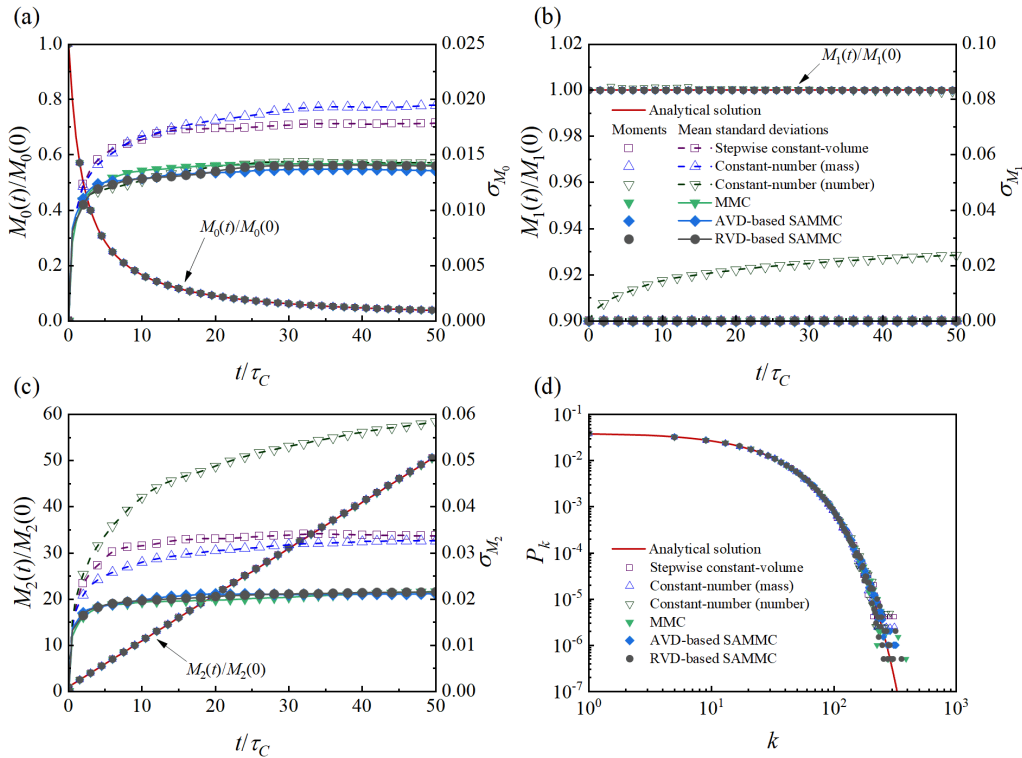 (a)
1.0
0.8
0.6
0.4
0.2
0.0
M0(t)/M0(0)
0.025
0.020
0.015
0.010
0.005
0.000
σM0
M0(t)/M0(0)
0 10 20 30 40 50
t/τC
(b)
1.02
1.00
0.98
0.96
0.94
0.92
0.90
M1(t)/M1(0)
0.10
0.08
0.06
0.04
0.02
0.00
σM1
M1(t)/M1(0)
Analytical solution
Moments Mean standard deviations
Stepwise constant-volume
Constant-number (mass)
Constant-number (number)
MMC
AVD-based SAMMC
RVD-based SAMMC
0 10 20 30 40 50
t/τC
(c)
60
50
40
30
20
10
0
M2(t)/M2(0)
0.06
0.05
0.04
0.03
0.02
0.01
0.00
σM2
M2(t)/M2(0)
0 10 20 30 40 50
t/τC
(d)
10-1
10-2
10-3
10-4
10-5
10-6
10-7
Pk
Analytical solution
Stepwise constant-volume
Constant-number (mass)
Constant-number (number)
MMC
AVD-based SAMMC
RVD-based SAMMC
100 101 102 103
k